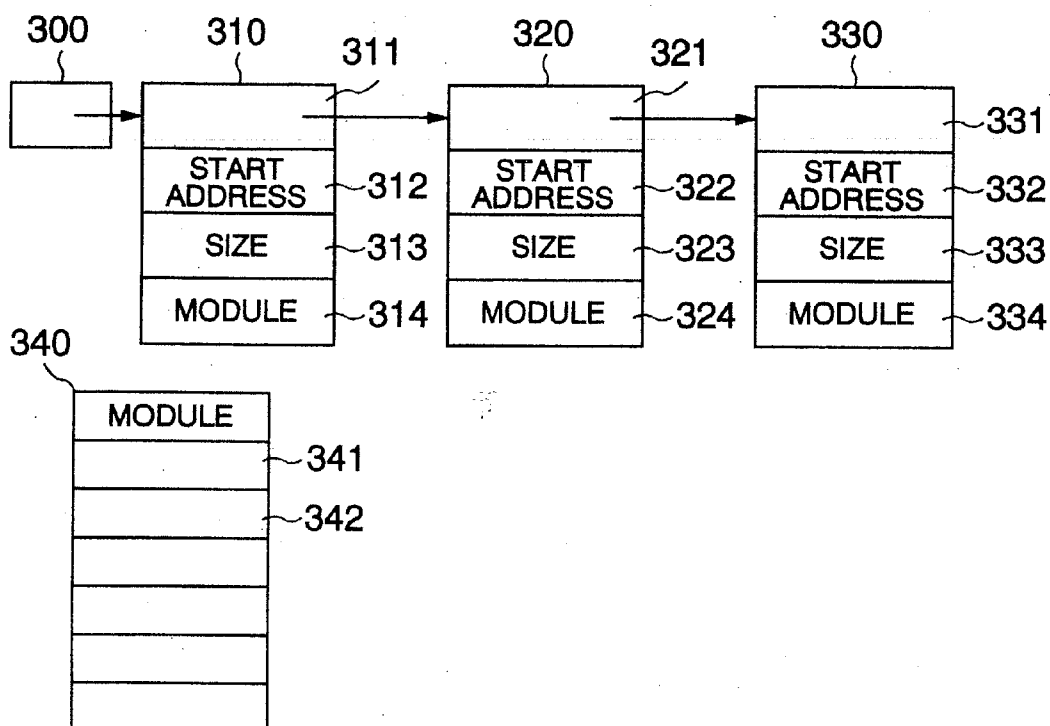 300
310
311
320
321
330
331
START
ADDRESS
312
START
ADDRESS
322
START
ADDRESS
332
SIZE
313
SIZE
323
SIZE
333
MODULE
314
MODULE
324
MODULE
334
340
MODULE
341
342